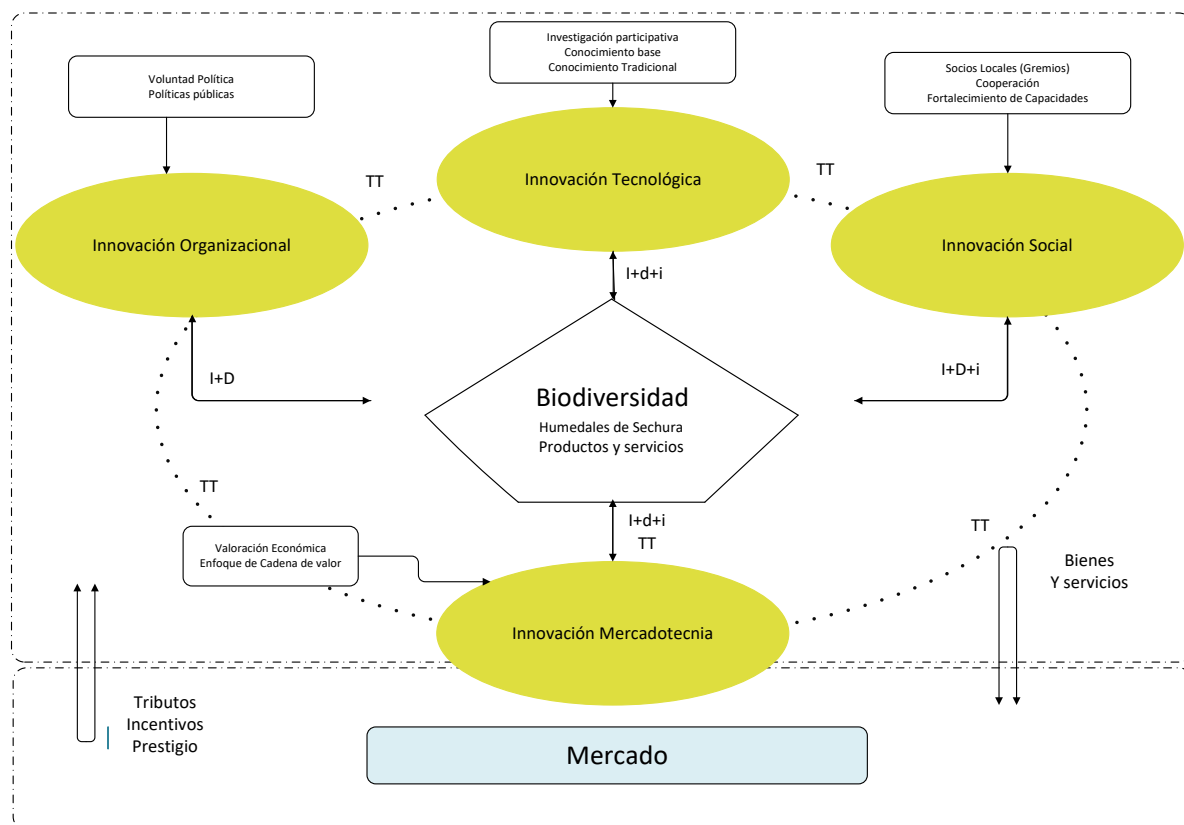 Investigación participativa
Conocimiento base
Conocimiento Tradicional
Voluntad Política
Políticas públicas
Socios Locales (Gremios)
Cooperación
Fortalecimiento de Capacidades
TT
Innovación Tecnológica
TT
Innovación Organizacional
Innovación Social
I+d+i
I+D
I+D+i
Biodiversidad
Humedales de Sechura
Productos y servicios
TT
I+d+i
TT
TT
Valoración Económica
Enfoque de Cadena de valor
Bienes
Y servicios
Innovación Mercadotecnia
Tributos
Incentivos
Prestigio
Mercado